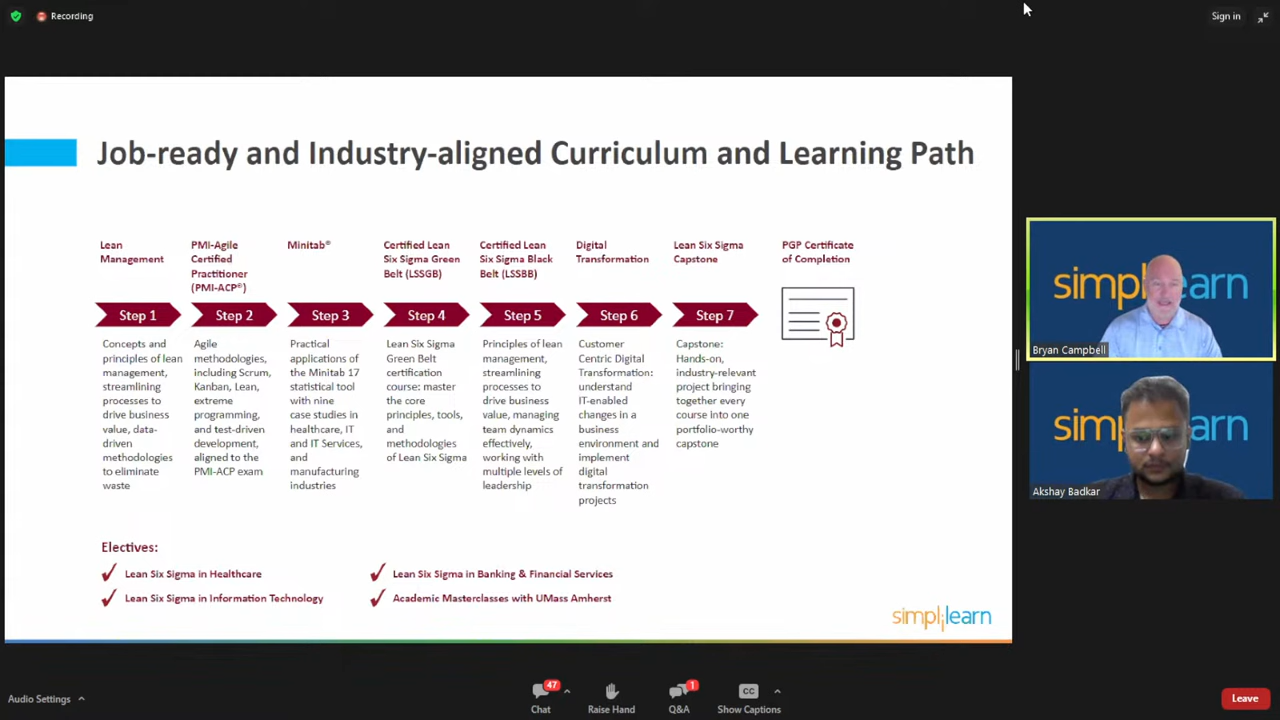 Recording
Sign in
Job-ready and Industry-aligned Curriculum and Learning Path
Lean
Management
PMI-Agile
Certified
Practitioner
(PMI-ACP®)
Minitab®
Certified Lean
Six Sigma Green
Belt (LSSGB)
Certified Lean
Six Sigma Black
Belt (LSSBB)
Digital
Transformation
Lean Six Sigma
Capstone
PGP Certificate
of Completion
Step 1
Step 2
Step 3
Step 4
Step 5
Step 6
Step 7
Concepts and
principles of lean
management,
streamlining
processes to
drive business
value, data-
driven
methodologies
to eliminate
waste
Agile
methodologies,
including Scrum,
Kanban, Lean,
extreme
programming,
and test-driven
development,
aligned to the
PMI-ACP exam
Practical
applications of
the Minitab 17
statistical tool
with nine
case studies in
healthcare, IT
and IT Services,
and
manufacturing
industries
Lean Six Sigma
Green Belt
certification
course: master
the core
principles, tools,
and
methodologies
of Lean Six Sigma
Principles of lean
management,
streamlining
processes to
drive business
value, managing
team dynamics
effectively,
working with
multiple levels of
leadership
Customer
Centric Digital
Transformation:
understand
IT-enabled
changes in a
business
environment and
implement
digital
transformation
projects
Capstone:
Hands-on,
industry-relevant
project bringing
together every
course into one
portfolio-worthy
capstone
Electives:
Lean Six Sigma in Healthcare
Lean Six Sigma in Banking & Financial Services
Lean Six Sigma in Information Technology
Academic Masterclasses with UMass Amherst
simplilearn
Bryan Campbell
Akshay Badkar
Audio Settings
47
Chat
Raise Hand
1
Q&A
CC
Show Captions
Leave